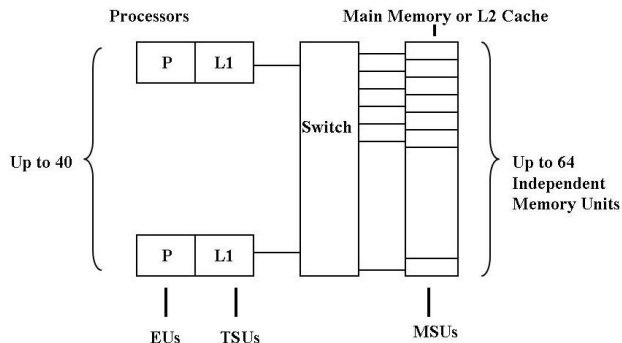 Processors
Main Memory or L2 Cache
P
L1
Switch
Up to 40
Up to 64
Independent
Memory Units
P
L1
EUs
TSUs
MSUs